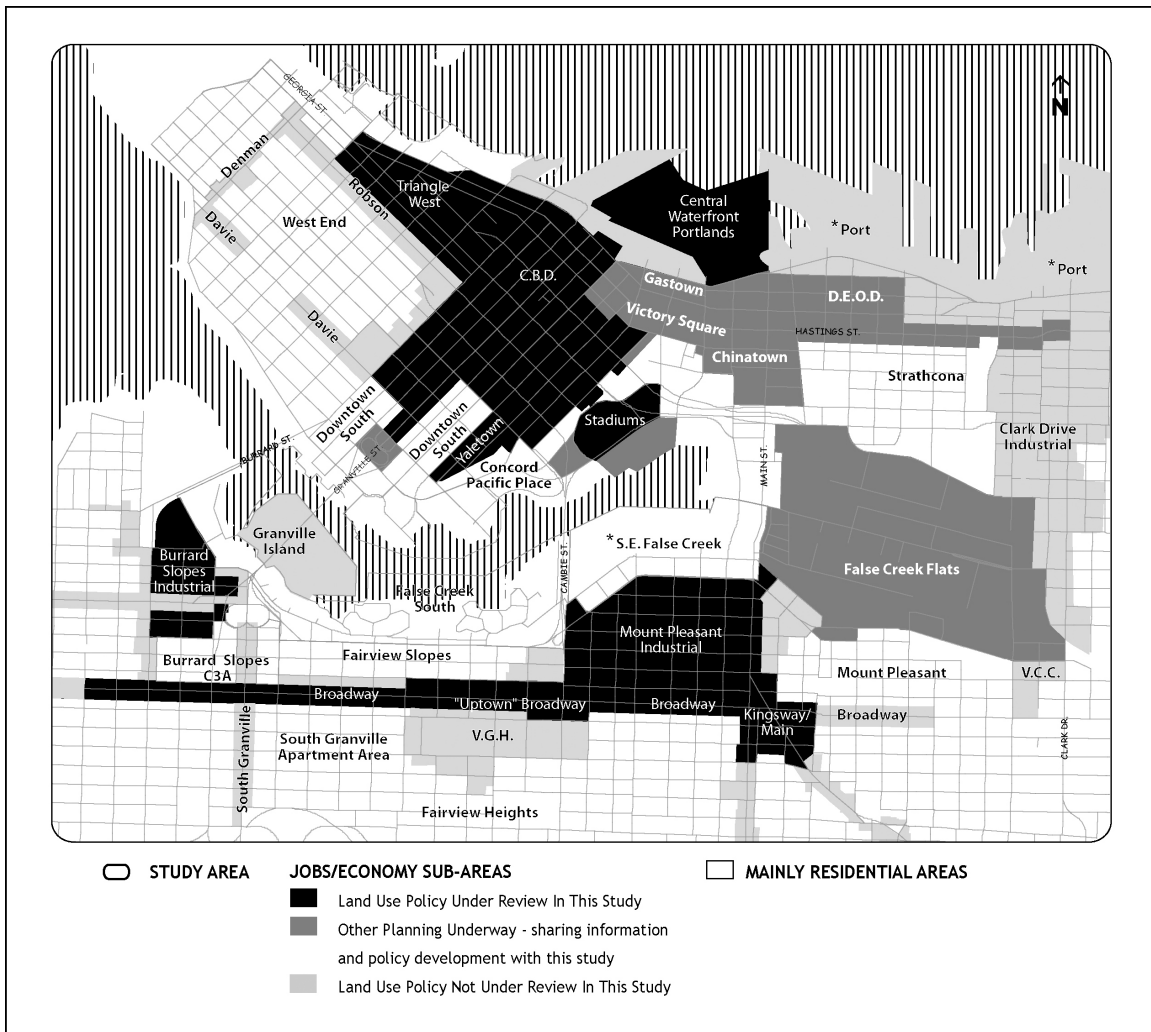 GEORGIA ST.
N
Denman
Robson
Triangle
West
Central
Waterfront
Portlands
Davie
West End
* Port
* Port
C.B.D.
Gastown
D.E.O.D.
Victory Square
HASTINGS ST.
Davie
Chinatown
Strathcona
Downtown
South
Downtown
South
Yaletown
Stadiums
Clark Drive
Industrial
BURRARD ST.
GRANVILLE ST.
Concord
Pacific Place
MAIN ST.
Granville
Island
* S.E. False Creek
CAMBIE ST.
Burrard
Slopes
Industrial
False Creek
South
False Creek Flats
Mount Pleasant
Industrial
Fairview Slopes
Burrard Slopes
C3A
Mount Pleasant
V.C.C.
Broadway
"Uptown" Broadway
Broadway
Kingsway/
Main
Broadway
South Granville
South Granville
Apartment Area
V.G.H.
CLARK DR.
Fairview Heights
STUDY AREA
JOBS/ECONOMY SUB-AREAS
MAINLY RESIDENTIAL AREAS
Land Use Policy Under Review In This Study
Other Planning Underway - sharing information
and policy development with this study
Land Use Policy Not Under Review In This Study